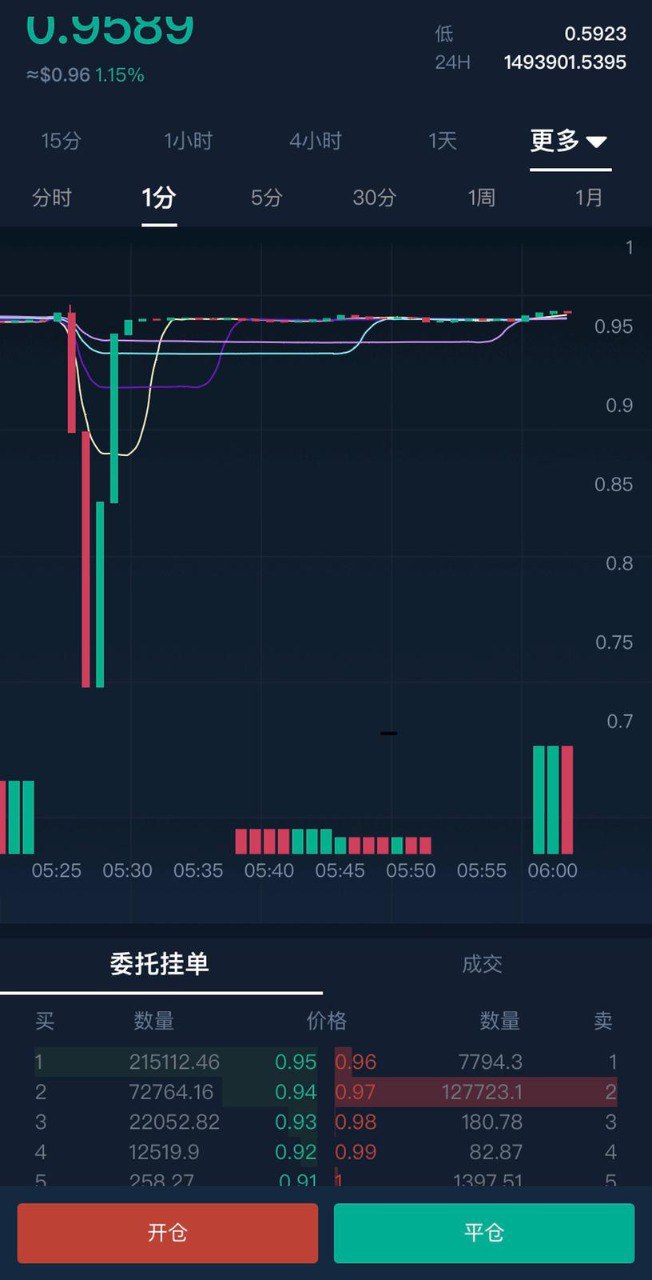 0.9589
低 0.5923
≈$0.96 1.15%
24H 1493901.5395
15分 1小时 4小时 1天 更多
分时 1分 5分 30分 1周 1月
1
0.95
0.9
0.85
0.8
0.75
0.7
05:25 05:30 05:35 05:40 05:45 05:50 05:55 06:00
委托挂单 成交
买 数量 价格 数量 卖
1 215112.46 0.95 0.96 7794.3 1
2 72764.16 0.94 0.97 127723.1 2
3 22052.82 0.93 0.98 180.78 3
4 12519.9 0.92 0.99 82.87 4
5 258.27 0.91 1 1397.51 5
开仓 平仓